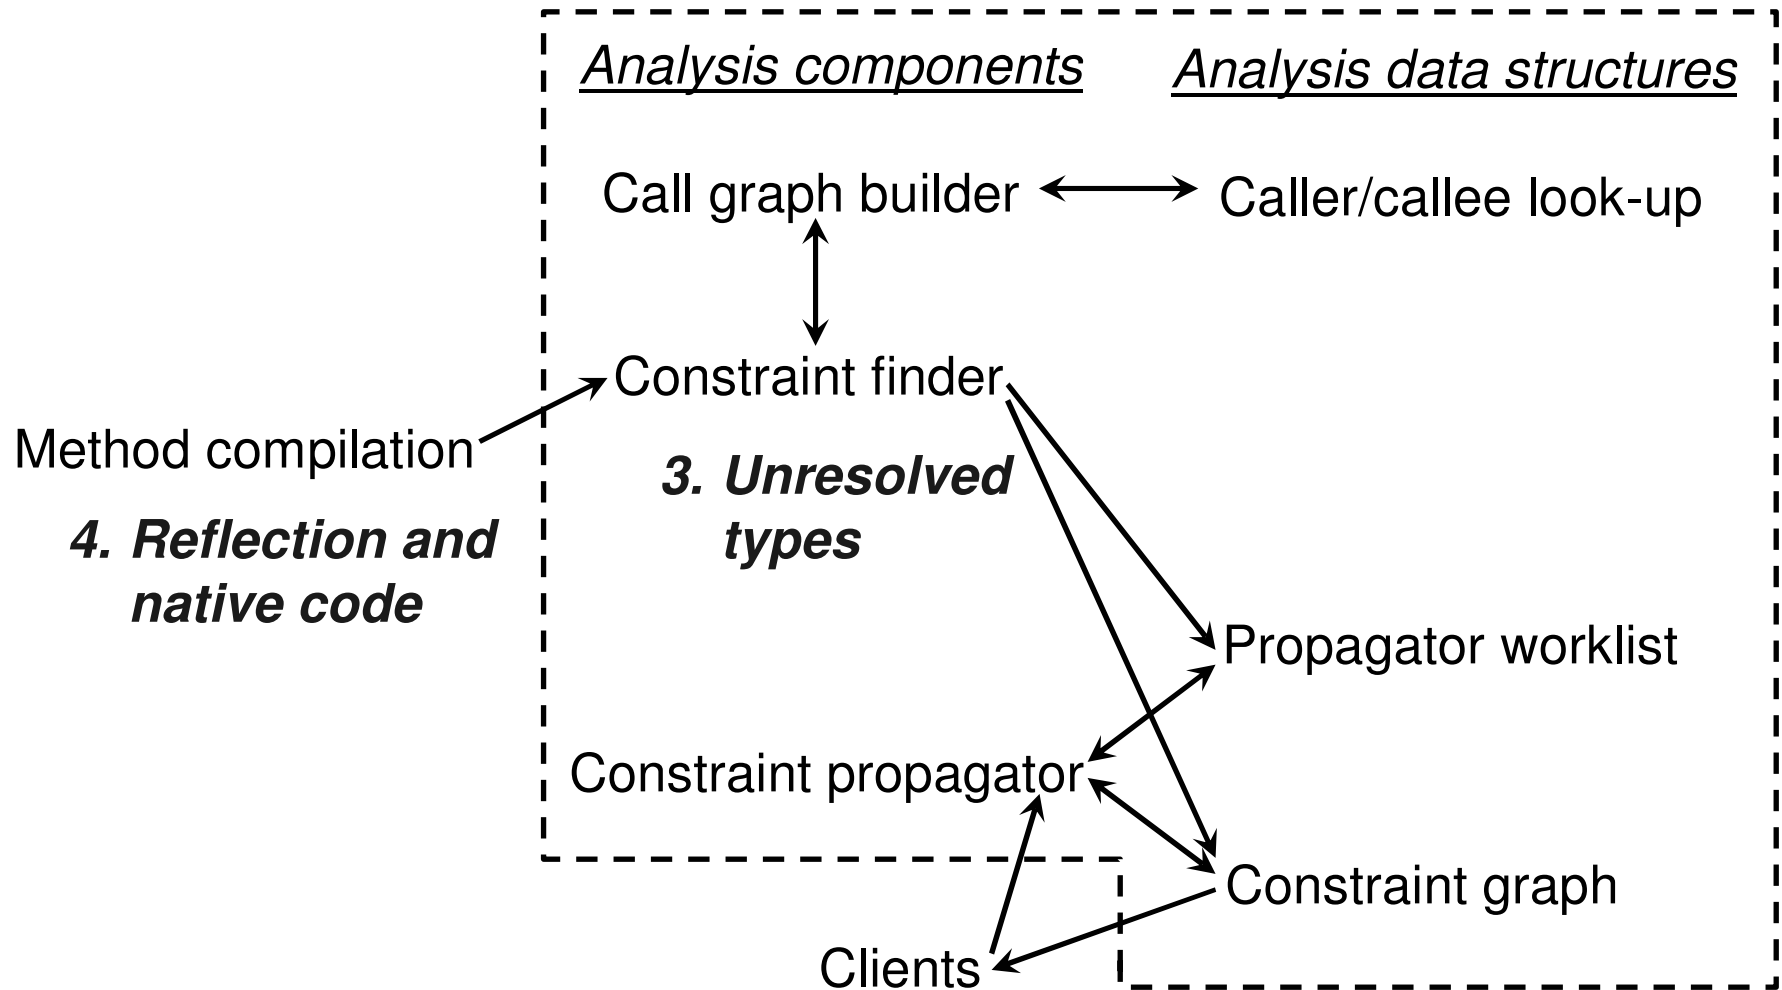 Analysis components
Analysis data structures
Call graph builder
Caller/callee look-up
Constraint finder
Method compilation
3. Unresolved
types
4. Reflection and
native code
Propagator worklist
Constraint propagator
Constraint graph
Clients